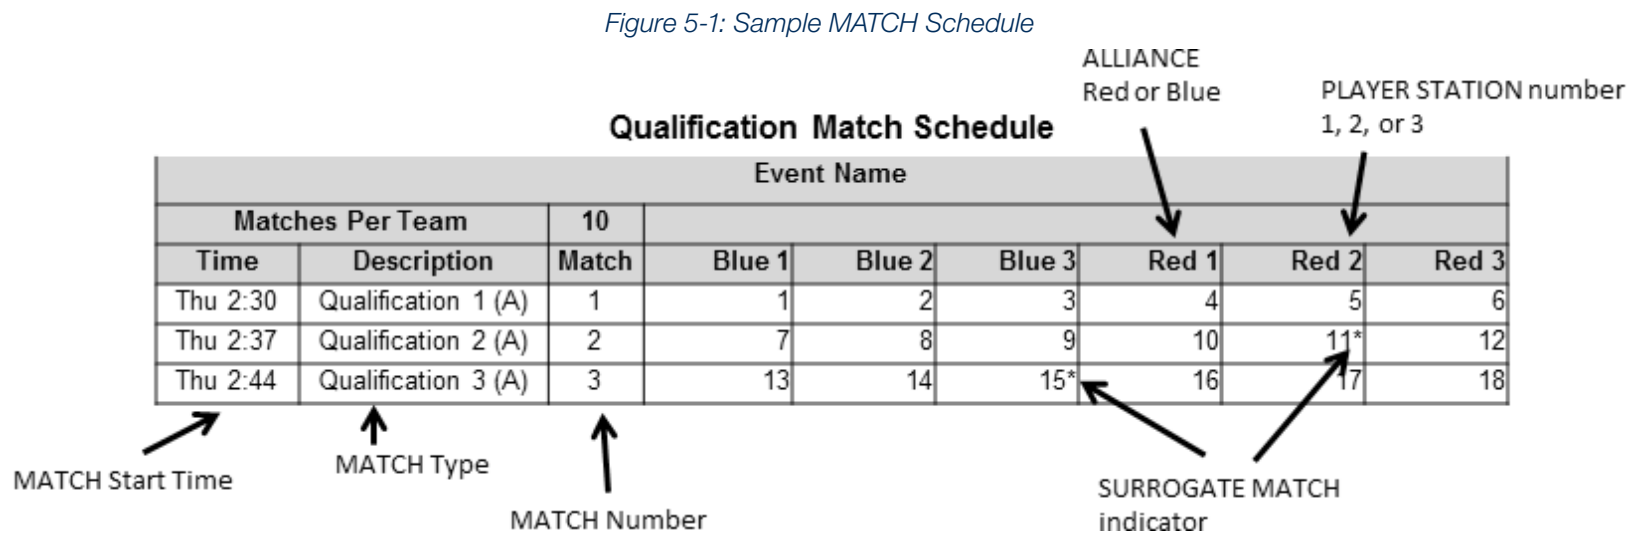 Figure 5-1: Sample MATCH Schedule
ALLIANCE
Red or Blue
PLAYER STATION number
1, 2, or 3
Qualification Match Schedule
Event Name
Matches Per Team 10
Time Description Match Blue 1 Blue 2 Blue 3 Red 1 Red 2 Red 3
Thu 2:30 Qualification 1 (A) 1 1 2 3 4 5 6
Thu 2:37 Qualification 2 (A) 2 7 8 9 10 11* 12
Thu 2:44 Qualification 3 (A) 3 13 14 15* 16 17 18
MATCH Start Time
MATCH Type
MATCH Number
SURROGATE MATCH
indicator